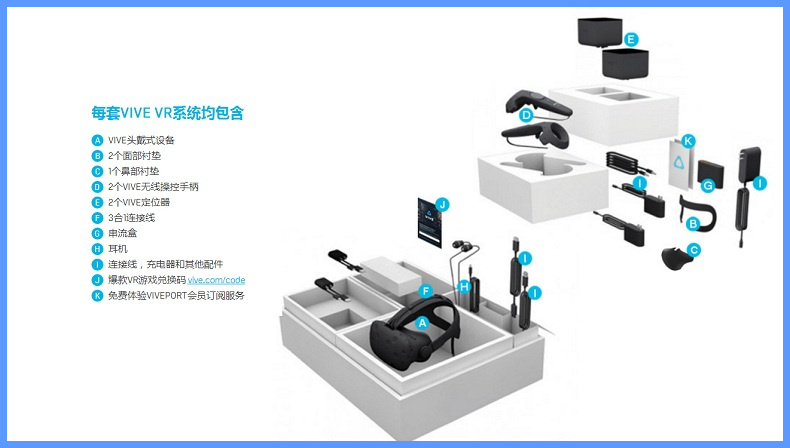 每套VIVE VR系统均包含
A VIVE头戴式设备
B 2个面部衬垫
C 1个鼻部衬垫
D 2个VIVE无线操控手柄
E 2个VIVE定位器
F 3合1连接线
G 串流盒
H 耳机
I 连接线，充电器和其他配件
J 爆款VR游戏兑换码 vive.com/code
K 免费体验VIVEPORT会员订阅服务
E
D
K
I
G
I
B
C
J
I
I
H
F
A